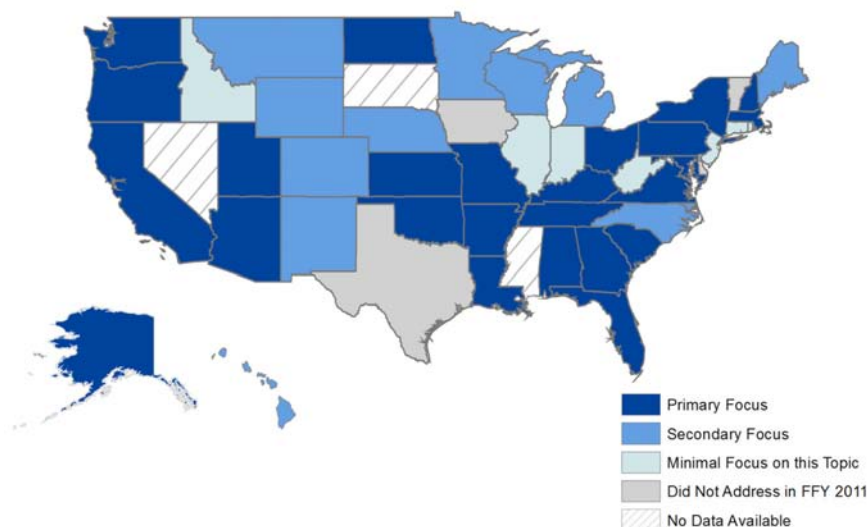 Primary Focus
Secondary Focus
Minimal Focus on this Topic
Did Not Address in FFY 2011
No Data Available